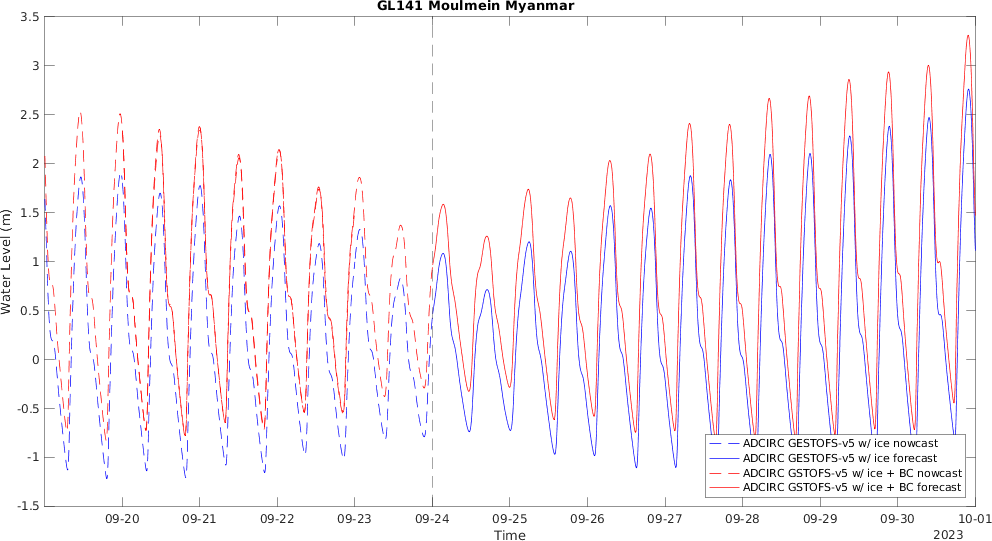 GL141 Moulmein Myanmar
3.5
3
2.5
2
1.5
1
0.5
0
-0.5
-1
-1.5
Water Level (m)
ADCIRC GESTOFS-v5 w/ ice nowcast
ADCIRC GESTOFS-v5 w/ ice forecast
ADCIRC GSTOFS-v5 w/ ice + BC nowcast
ADCIRC GSTOFS-v5 w/ ice + BC forecast
09-20 09-21 09-22 09-23 09-24 09-25 09-26 09-27 09-28 09-29 09-30 10-01
Time
2023